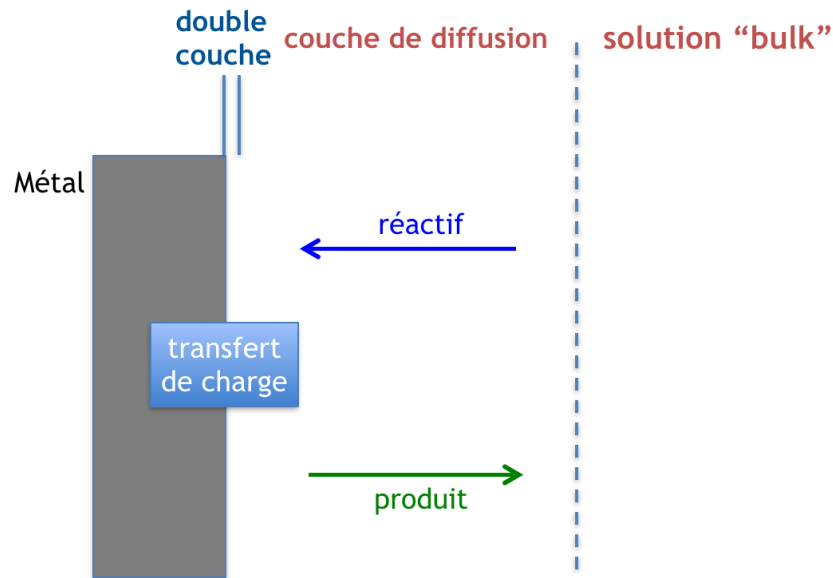 double
couche
couche de diffusion
solution “bulk”
Métal
réactif
transfert
de charge
produit